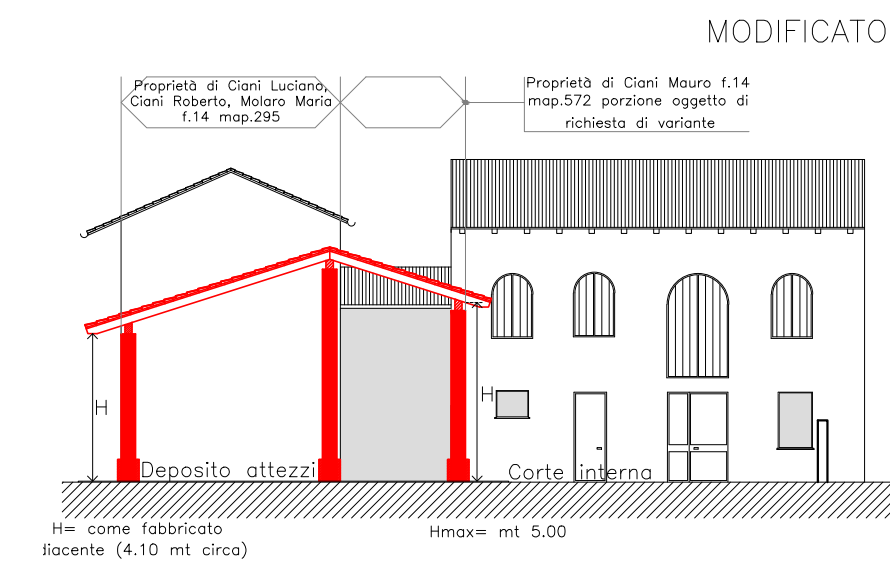 MODIFICATO
Proprietà di Ciani Luciano,
Ciani Roberto, Molaro Maria
f.14 map.295
Proprietà di Ciani Mauro f.14
map.572 porzione oggetto di
richiesta di variante
H
H
Deposito attezzi
Corte interna
H= come fabbricato
diacente (4.10 mt circa)
Hmax= mt 5.00